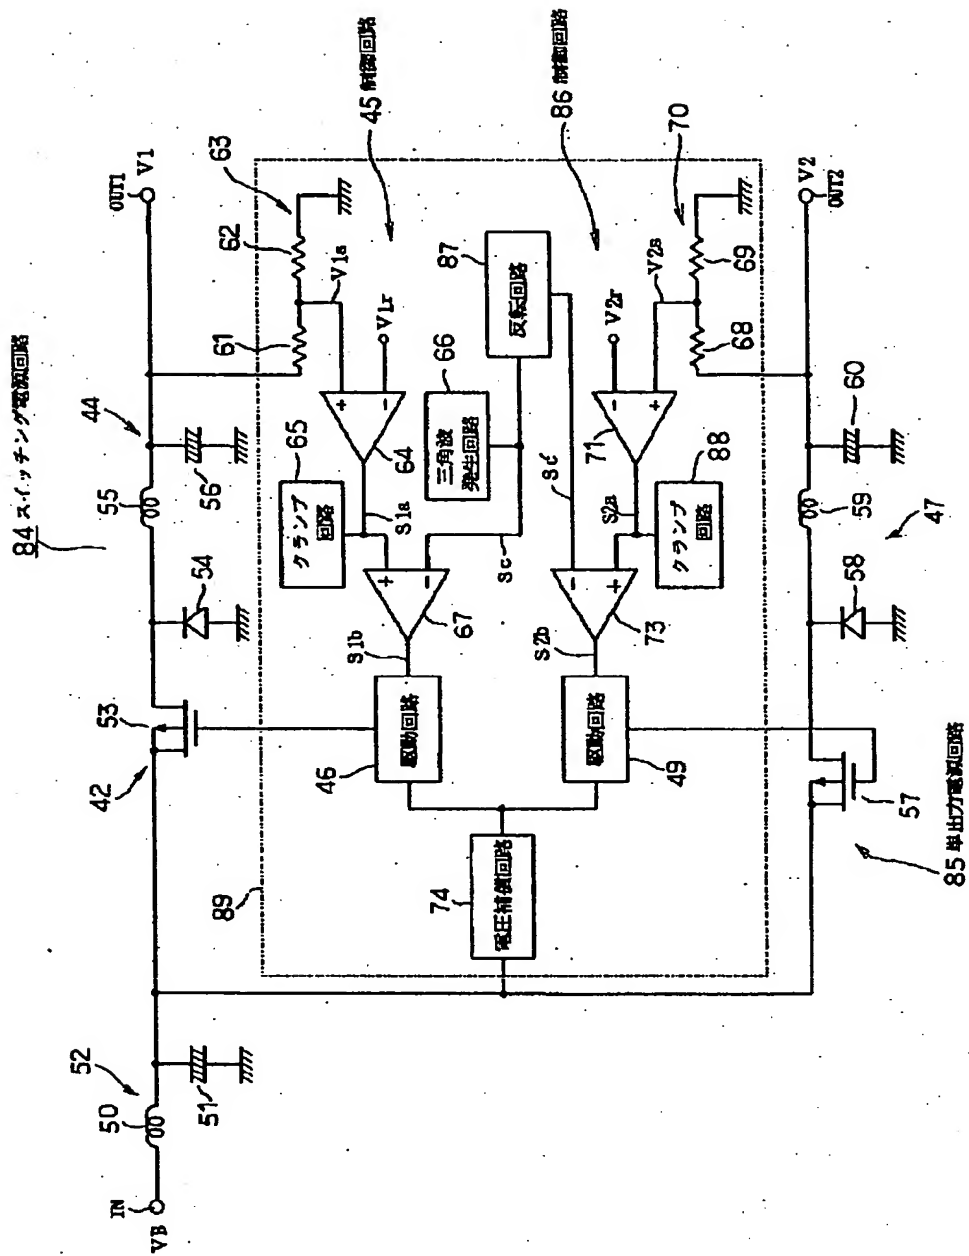 84 スイッチング電源回路
IN
VB
50
52
51
42
53
54
55
44
56
OUT1
V1
89
61
62
63
V1a
V1r
45 制御回路
65
クランプ
回路
64
S1a
66
三角波
発生回路
Sc
67
S1b
46
駆動回路
87
反転回路
Sc'
86 制御回路
V2r
V2a
70
68
69
71
S2a
88
クランプ
回路
73
S2b
49
駆動回路
74
電圧補償回路
57
85 単出力電源回路
58
47
59
60
V2
OUT2
+
-
+
-
-
+
-
+